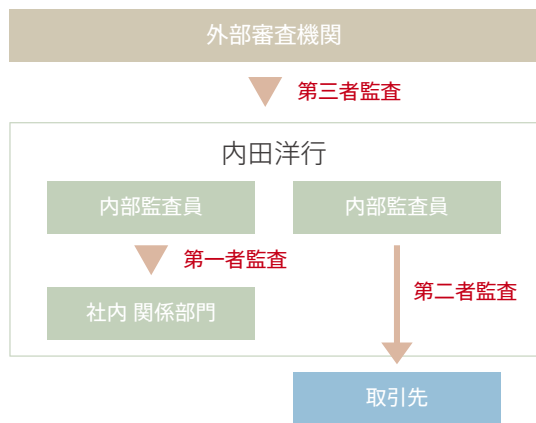 外部審査機関
第三者監査
内田洋行
内部監査員
内部監査員
第一者監査
第二者監査
社内 関係部門
取引先